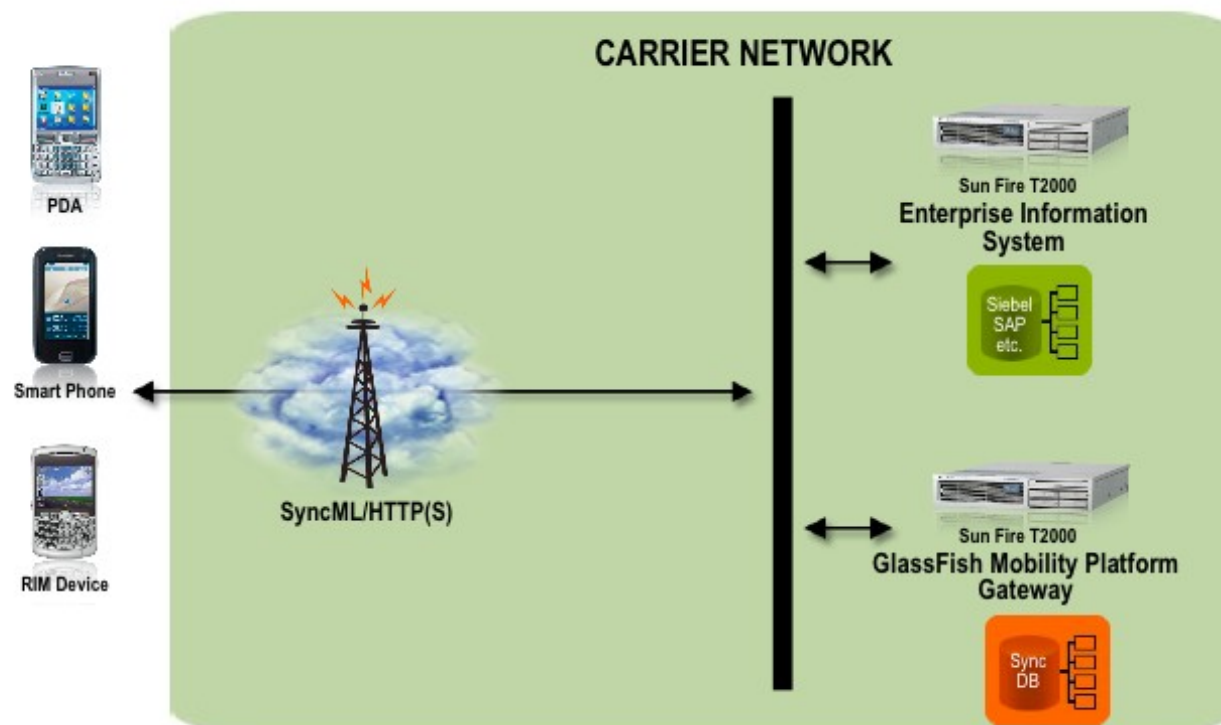 CARRIER NETWORK
PDA
Smart Phone
RIM Device
SyncML/HTTP(S)
Sun Fire T2000
Enterprise Information
System
Siebel
SAP
etc.
Sun Fire T2000
GlassFish Mobility Platform
Gateway
Sync
DB